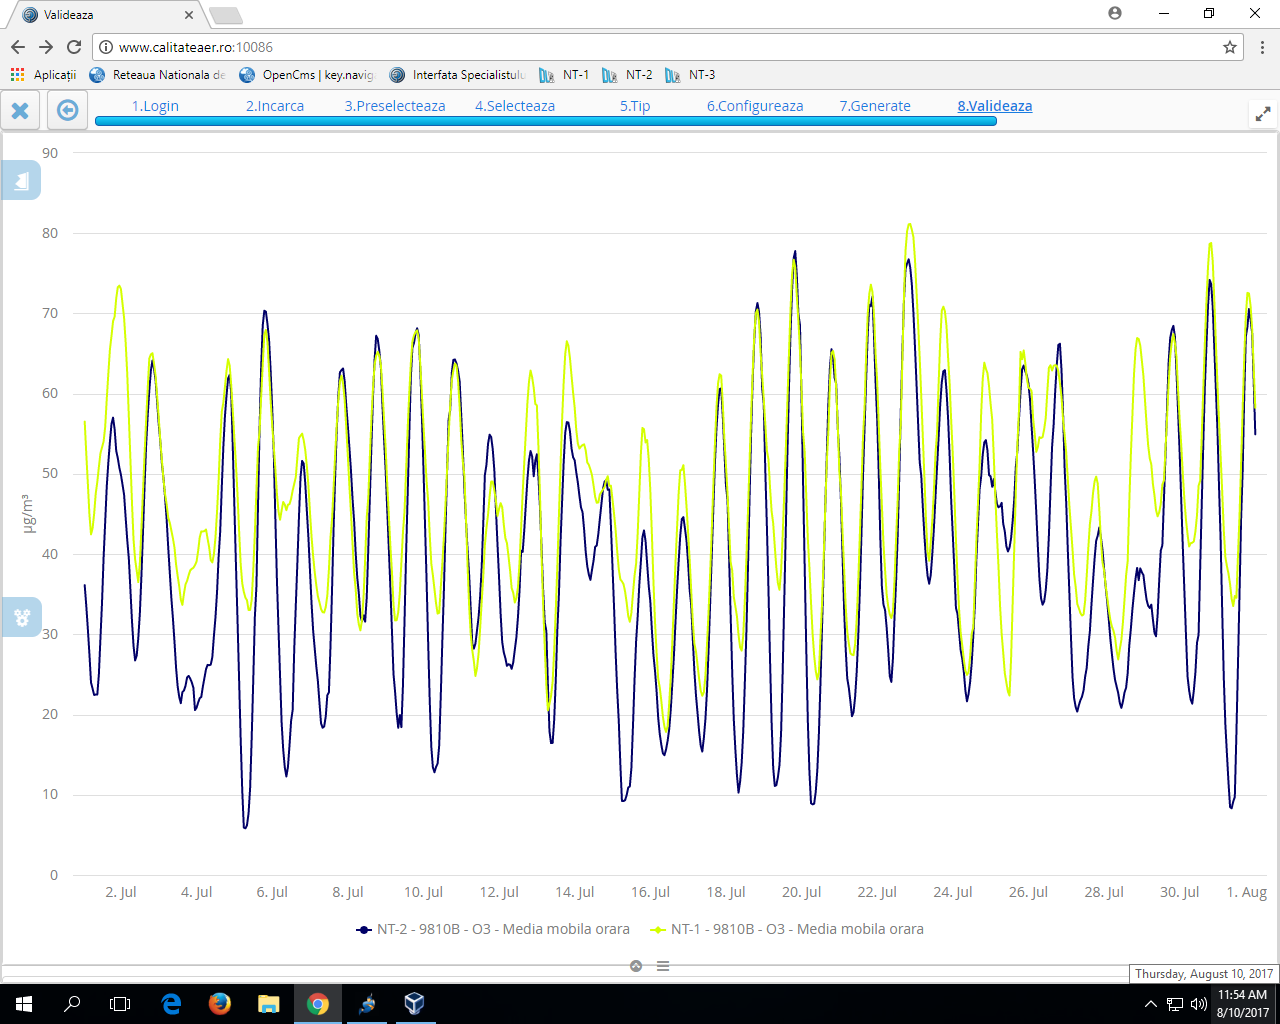 Valideaza
www.calitateaer.ro:10086
Aplicații
Reteaua Nationala de
OpenCms | key.navig
Interfata Specialistulu
NT-1
NT-2
NT-3
1.Login
2.Incarca
3.Preselecteaza
4.Selecteaza
5.Tip
6.Configureaza
7.Generate
8.Valideaza
90
80
70
60
50
40
30
20
10
0
µg/m³
2. Jul
4. Jul
6. Jul
8. Jul
10. Jul
12. Jul
14. Jul
16. Jul
18. Jul
20. Jul
22. Jul
24. Jul
26. Jul
28. Jul
30. Jul
1. Aug
NT-2 - 9810B - O3 - Media mobila orara
NT-1 - 9810B - O3 - Media mobila orara
Thursday, August 10, 2017
11:54 AM
8/10/2017